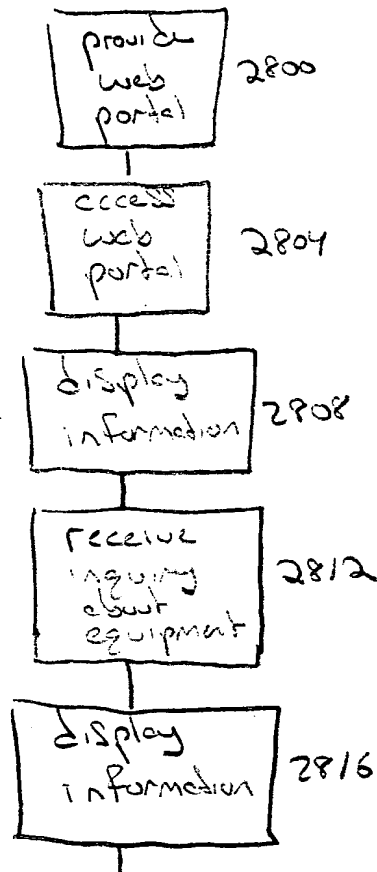 provide
web
portal
2800
access
web
portal
2804
display
information
2808
receive
inquiry
about
equipment
2812
display
information
2816